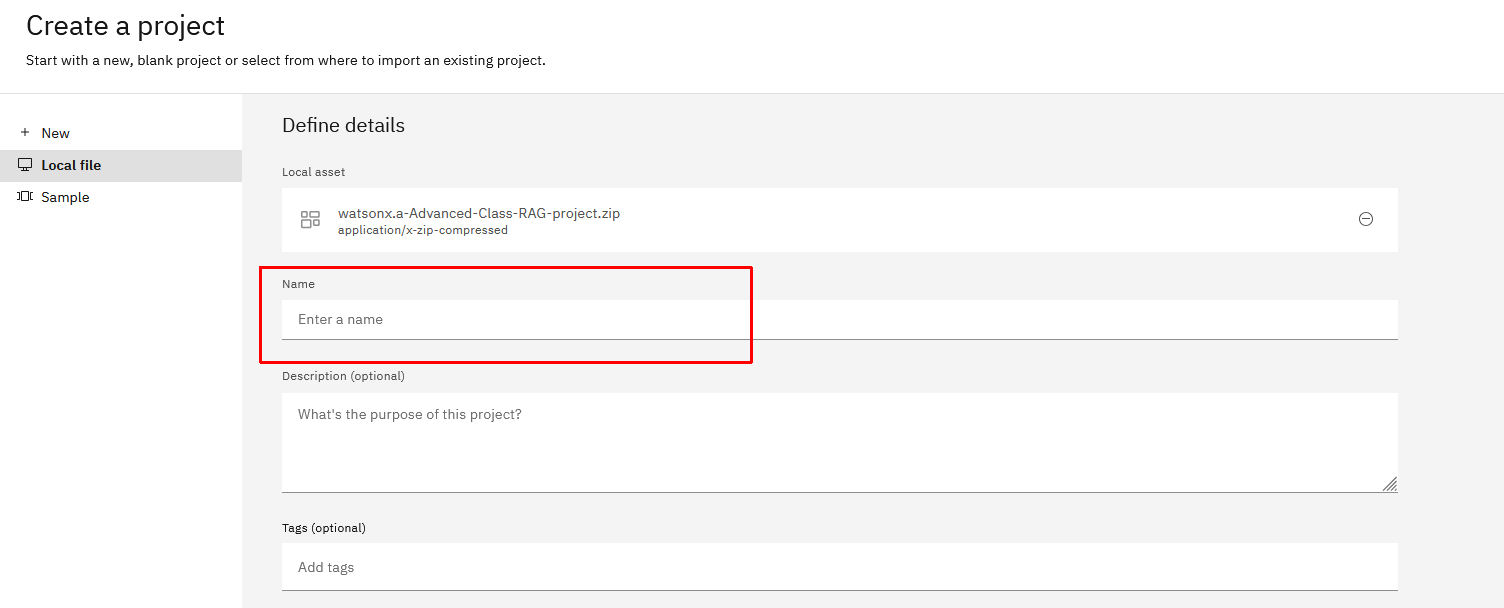 Create a project
Start with a new, blank project or select from where to import an existing project.
New
Local file
Sample
Define details
Local asset
watsonx.a-Advanced-Class-RAG-project.zip
application/x-zip-compressed
Name
Enter a name
Description (optional)
What's the purpose of this project?
Tags (optional)
Add tags